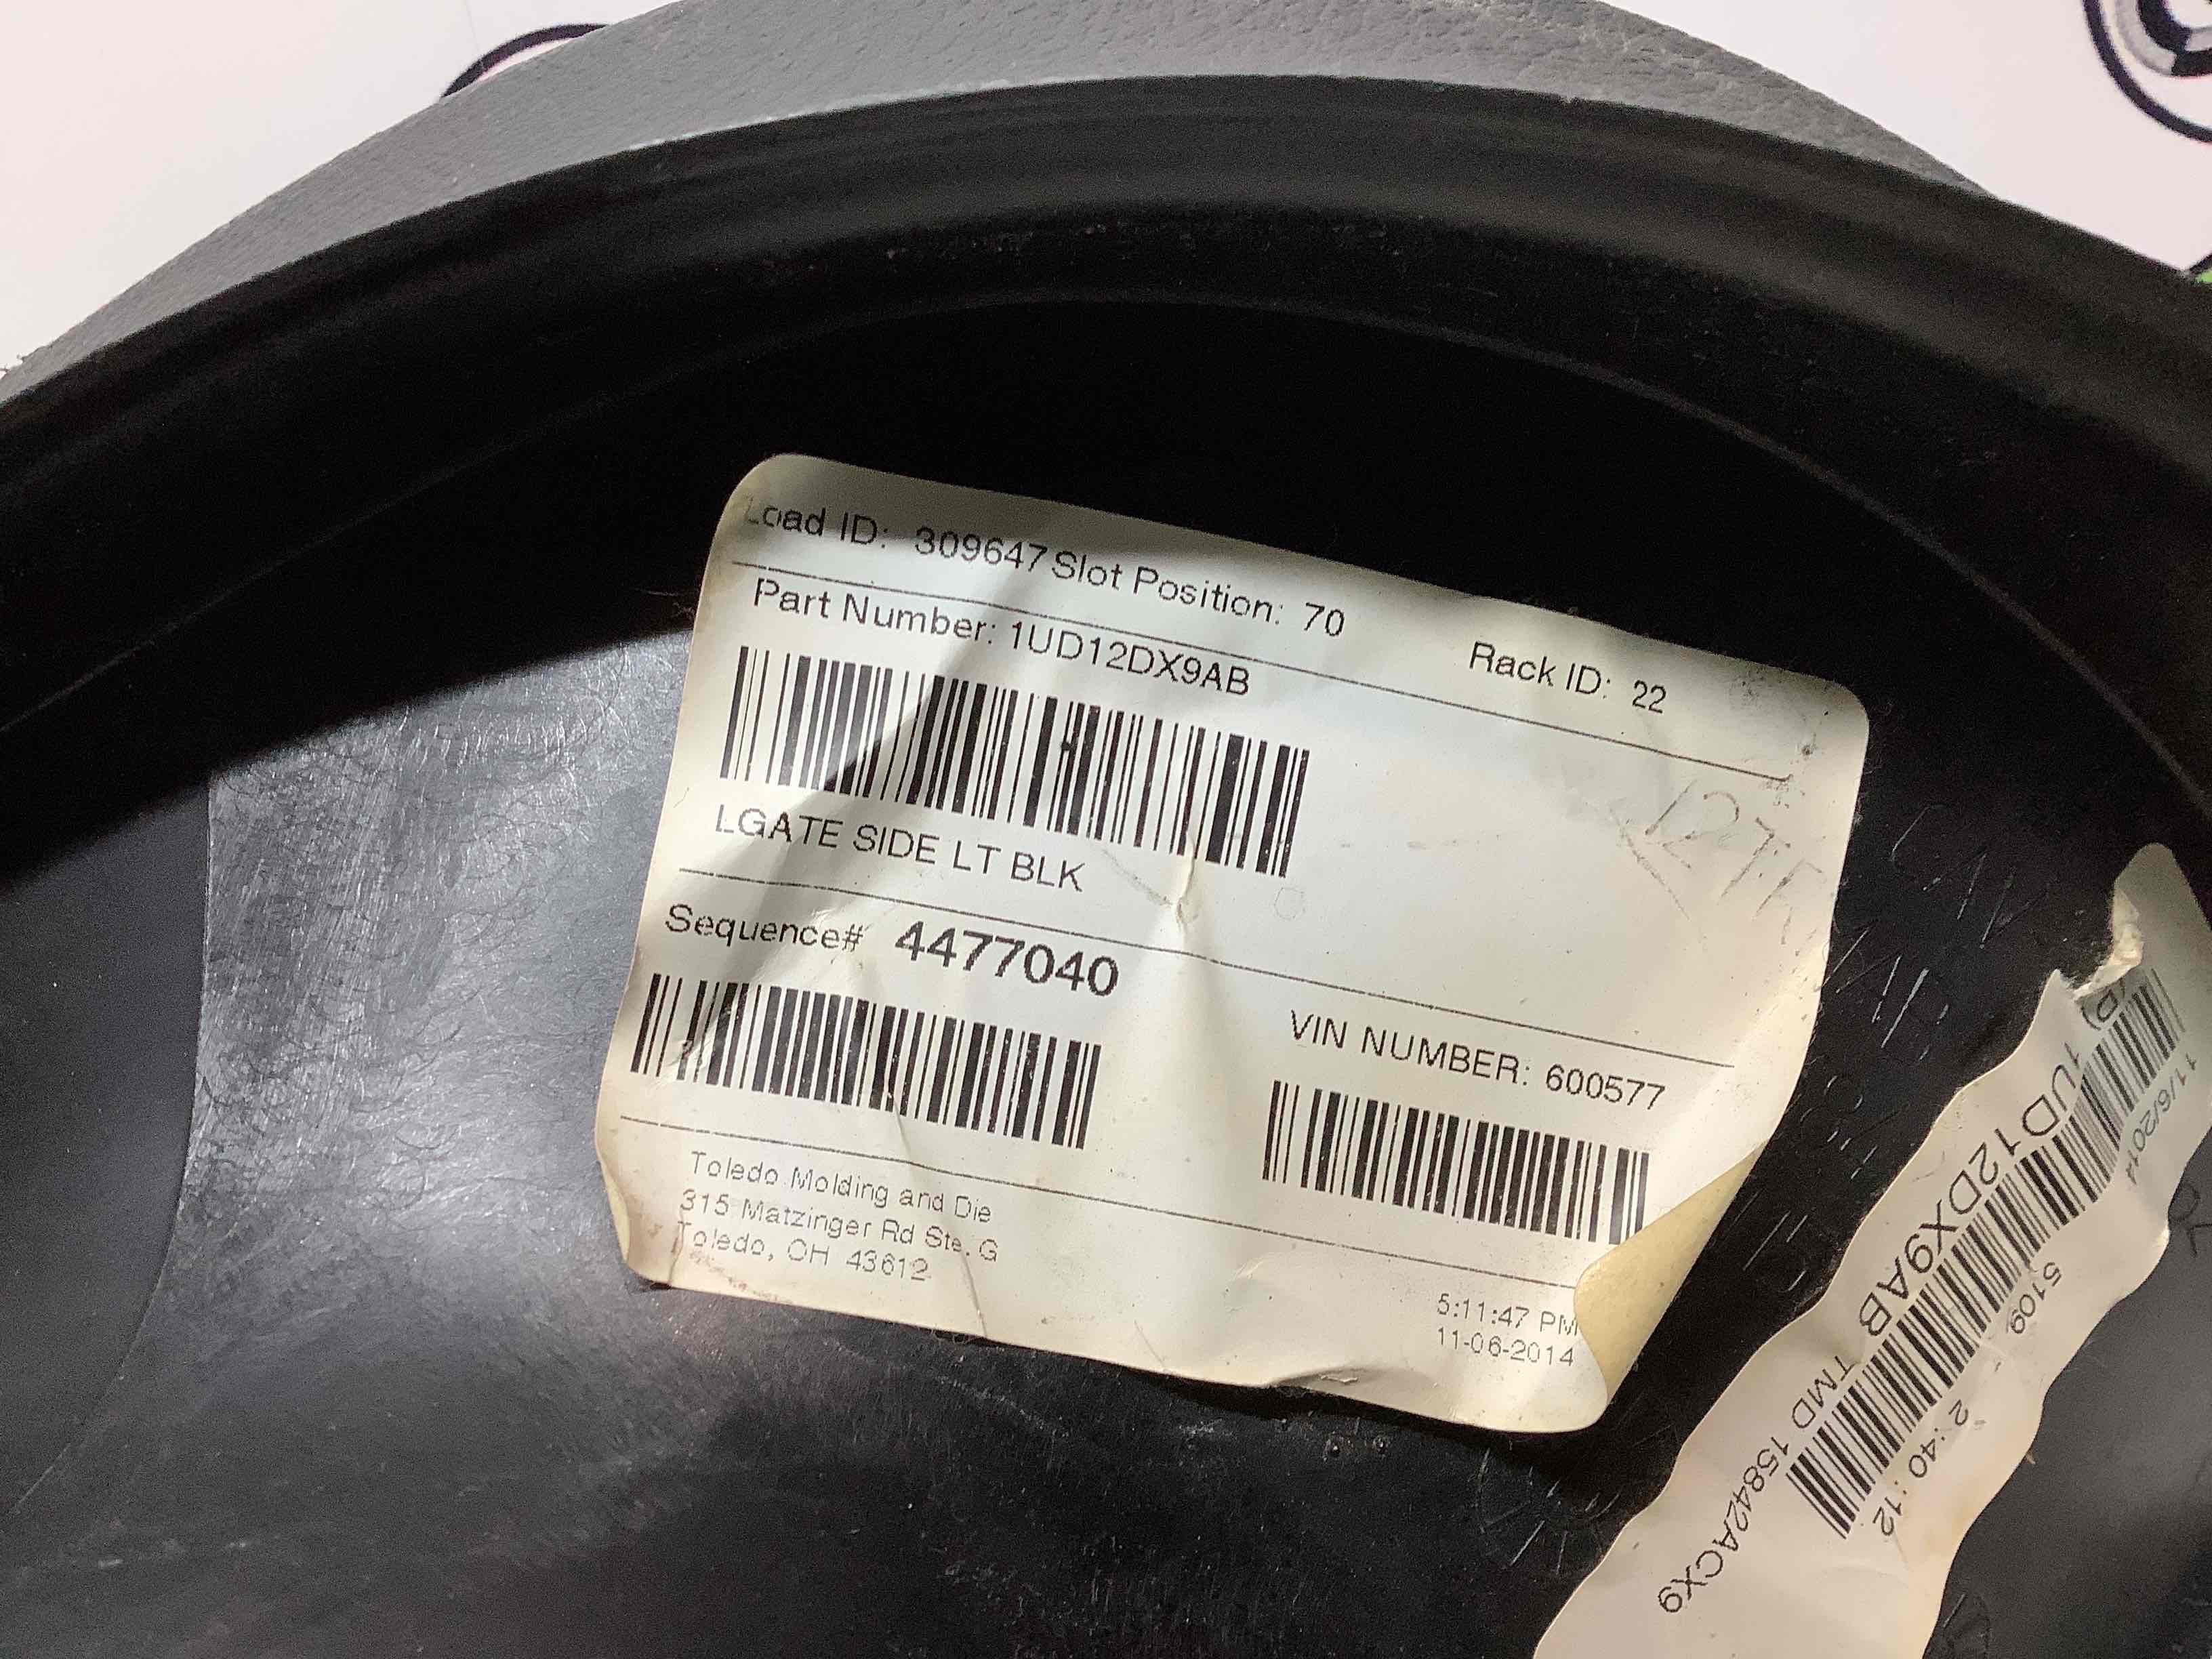 Load ID: 309647 Slot Position: 70 Rack ID: 22
Part Number: 1UD12DX9AB
LGATE SIDE LT BLK
Sequence# 4477040
VIN NUMBER: 600577
Toledo Molding and Die
315 Matzinger Rd Ste. G
Toledo, OH 43612
5:11:47 PM
11-06-2014
11/6/2014 5109 2:40:12
(P) 1UD12DX9AB
TMD 15842ACX9